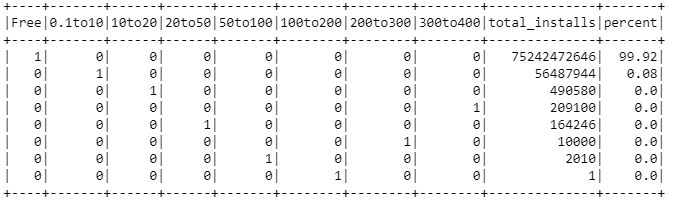 +----+-------+------+------+-------+--------+--------+--------+--------------+-------+
|Free|0.1to10|10to20|20to50|50to100|100to200|200to300|300to400|total_installs|percent|
+----+-------+------+------+-------+--------+--------+--------+--------------+-------+
|   1|      0|     0|     0|      0|       0|       0|       0|   75242472646|  99.92|
|   0|      1|     0|     0|      0|       0|       0|       0|      56487944|   0.08|
|   0|      0|     1|     0|      0|       0|       0|       0|        490580|    0.0|
|   0|      0|     0|     0|      0|       0|       0|       1|        209100|    0.0|
|   0|      0|     0|     1|      0|       0|       0|       0|        164246|    0.0|
|   0|      0|     0|     0|      0|       0|       1|       0|         10000|    0.0|
|   0|      0|     0|     0|      1|       0|       0|       0|          2010|    0.0|
|   0|      0|     0|     0|      0|       1|       0|       0|             1|    0.0|
+----+-------+------+------+-------+--------+--------+--------+--------------+-------+